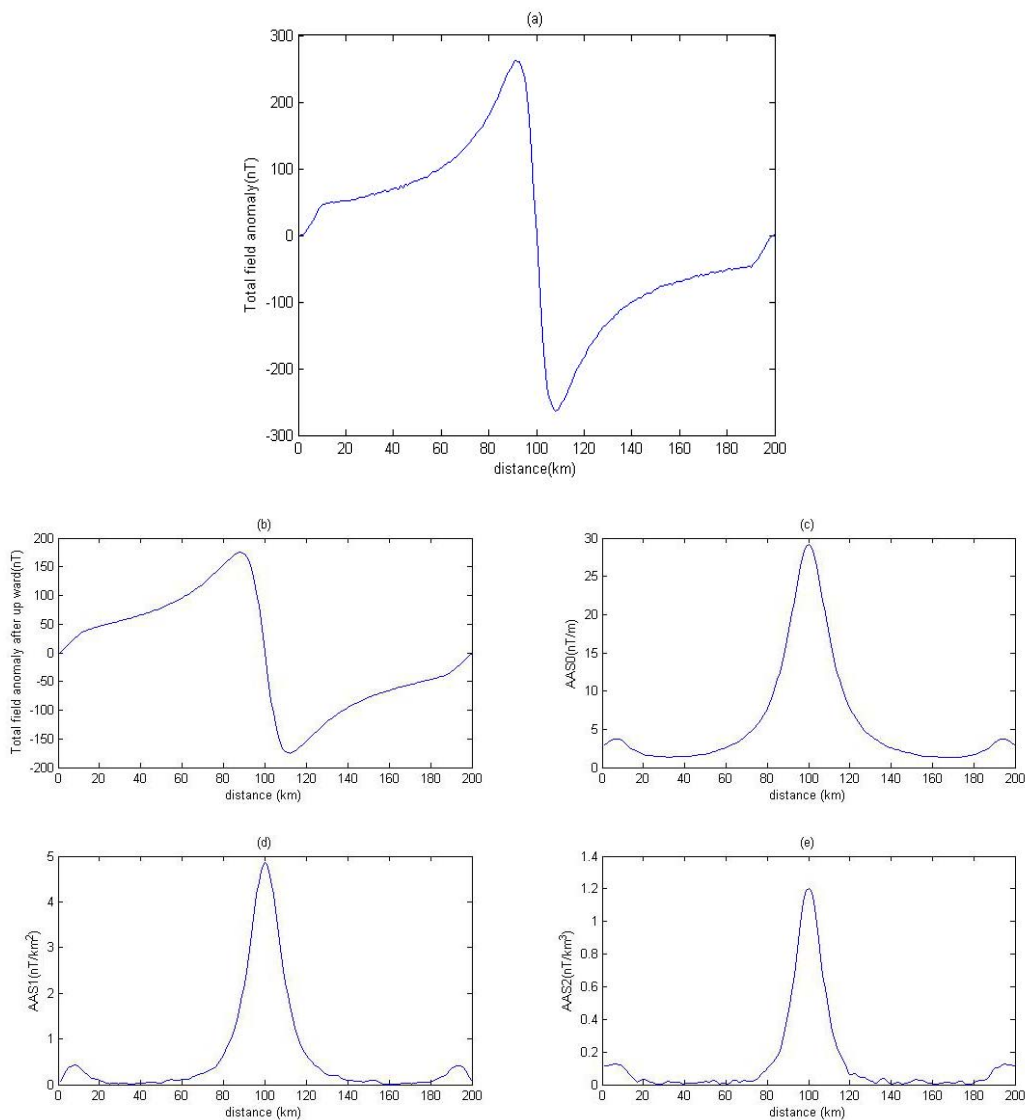 (a)
300
200
100
0
-100
-200
-300
Total field anomaly(nT)
0 20 40 60 80 100 120 140 160 180 200
distance(km)
(b)
200
150
100
50
0
-50
-100
-150
-200
Total field anomaly after up ward(nT)
0 20 40 60 80 100 120 140 160 180 200
distance (km)
(c)
30
25
20
15
10
5
0
AAS0(nT/m)
0 20 40 60 80 100 120 140 160 180 200
distance (km)
(d)
5
4
3
2
1
0
AAS1(nT/km²)
0 20 40 60 80 100 120 140 160 180 200
distance (km)
(e)
1.4
1.2
1
0.8
0.6
0.4
0.2
0
AAS2(nT/km³)
0 20 40 60 80 100 120 140 160 180 200
distance (km)